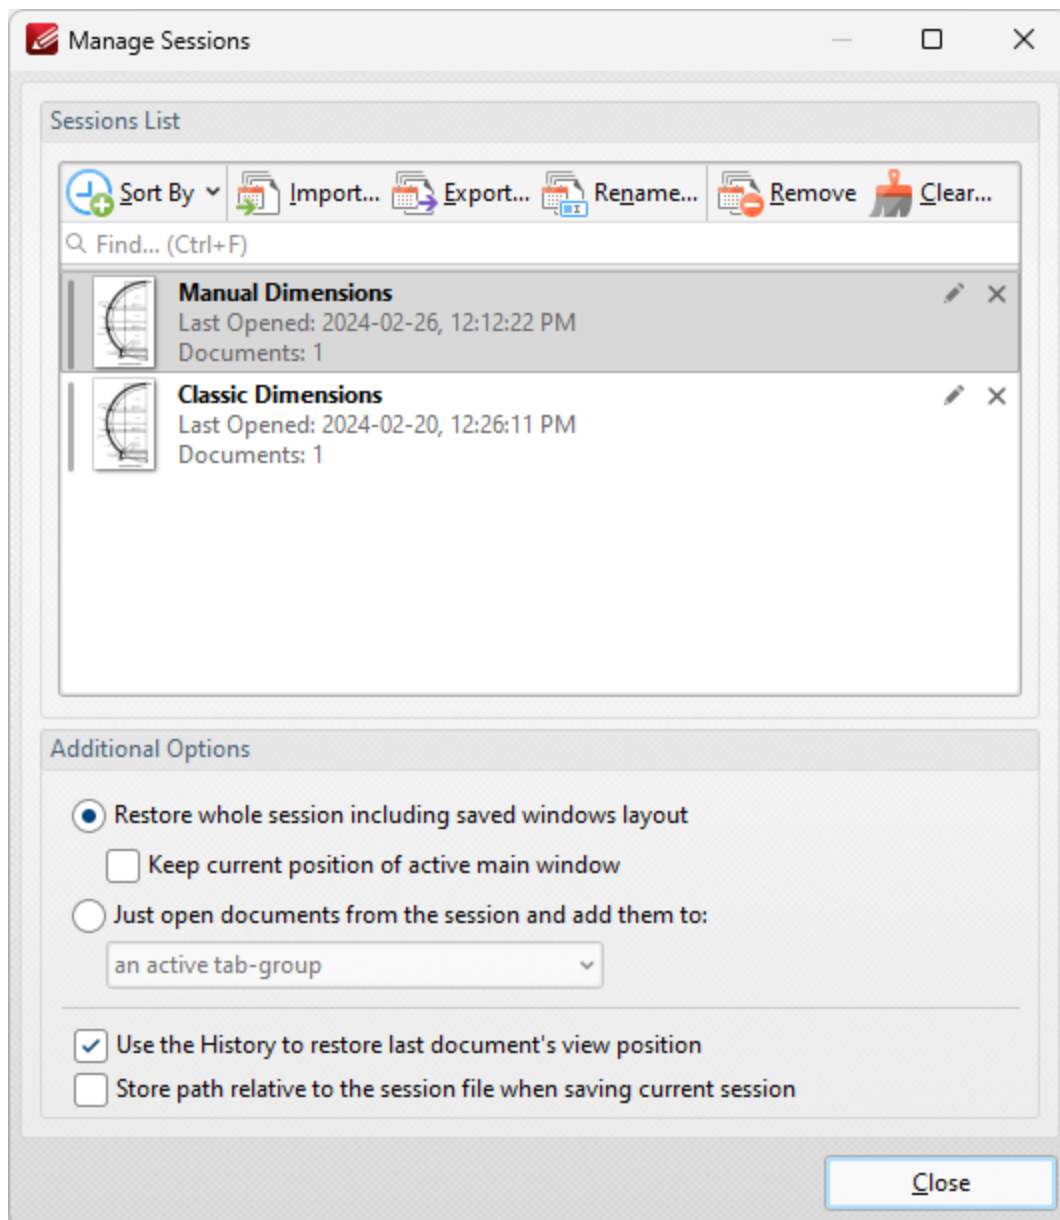 Manage Sessions
Sessions List
Sort By Import... Export... Rename... Remove Clear...
Find... (Ctrl+F)
Manual Dimensions
Last Opened: 2024-02-26, 12:12:22 PM
Documents: 1
Classic Dimensions
Last Opened: 2024-02-20, 12:26:11 PM
Documents: 1
Additional Options
Restore whole session including saved windows layout
Keep current position of active main window
Just open documents from the session and add them to:
an active tab-group
Use the History to restore last document's view position
Store path relative to the session file when saving current session
Close